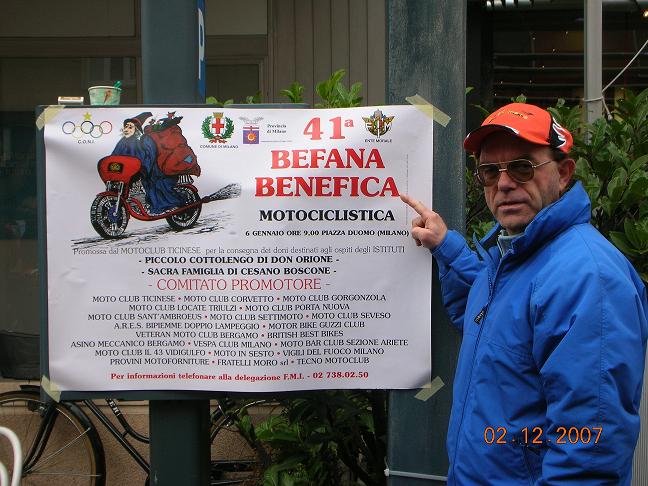 C.O.N.I.
COMUNE DI MILANO
Provincia
di Milano
ENTE MORALE
41ª
BEFANA
BENEFICA
MOTOCICLISTICA
6 GENNAIO ORE 9,00 PIAZZA DUOMO (MILANO)
Promossa dal MOTOCLUB TICINESE per la consegna dei doni destinati agli ospiti degli ISTITUTI
- PICCOLO COTTOLENGO DI DON ORIONE -
- SACRA FAMIGLIA DI CESANO BOSCONE -
- COMITATO PROMOTORE -
MOTO CLUB TICINESE • MOTO CLUB CORVETTO • MOTO CLUB GORGONZOLA
MOTO CLUB LOCATE TRIULZI • MOTO CLUB PORTA NUOVA
MOTO CLUB SANT'AMBROEUS • MOTO CLUB SETTIMOTO • MOTO CLUB SEVESO
A.R.E.S. BIPIEMME DOPPIO LAMPEGGIO • MOTOR BIKE GUZZI CLUB
VETERAN MOTO CLUB BERGAMO • BRITISH BEST BIKES
ASINO MECCANICO BERGAMO • VESPA CLUB MILANO • MOTO BAR CLUB SEZIONE ARIETE
MOTO CLUB IL 43 VIDIGULFO • MOTO IN SESTO • VIGILI DEL FUOCO MILANO
PROVINI MOTOFORNITURE • FRATELLI MORO srl • TECNO MOTOCLUB
Per informazioni telefonare alla delegazione F.M.I. - 02 738.02.50
02.12.2007